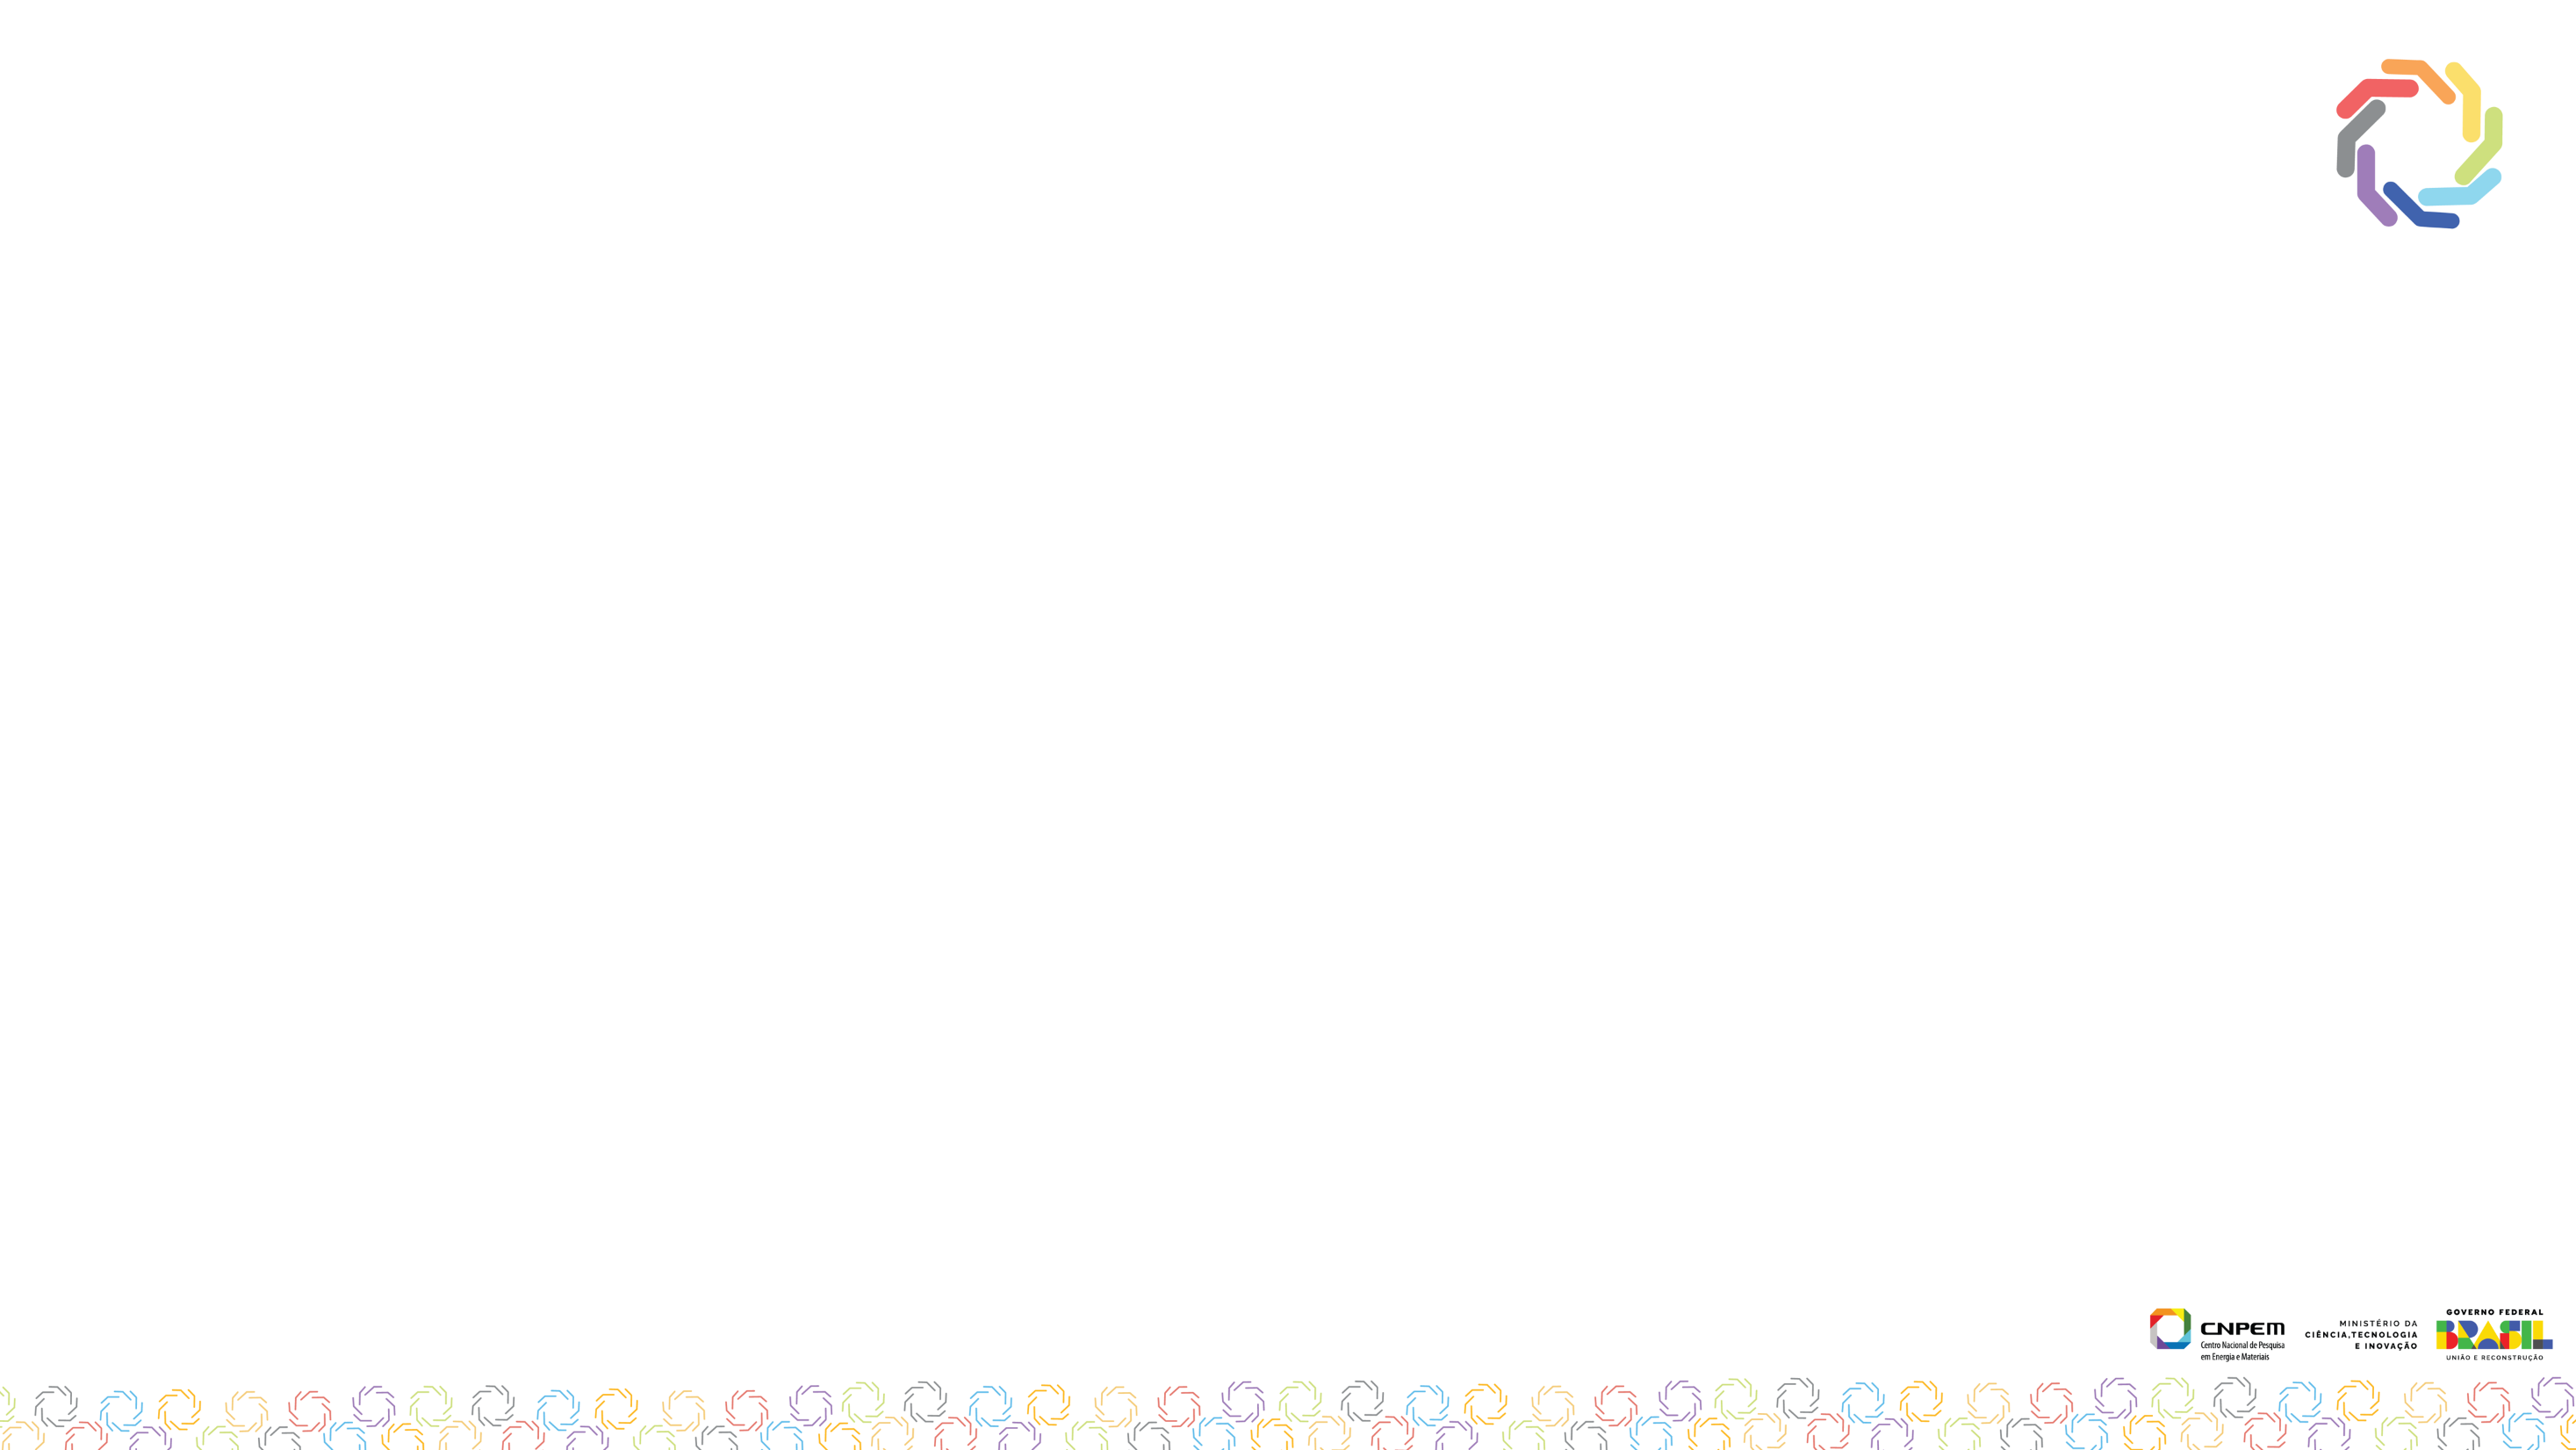 CNPEM
Centro Nacional de Pesquisa
em Energia e Materiais
MINISTÉRIO DA
CIÊNCIA, TECNOLOGIA
E INOVAÇÃO
GOVERNO FEDERAL
BRASIL
UNIÃO E RECONSTRUÇÃO